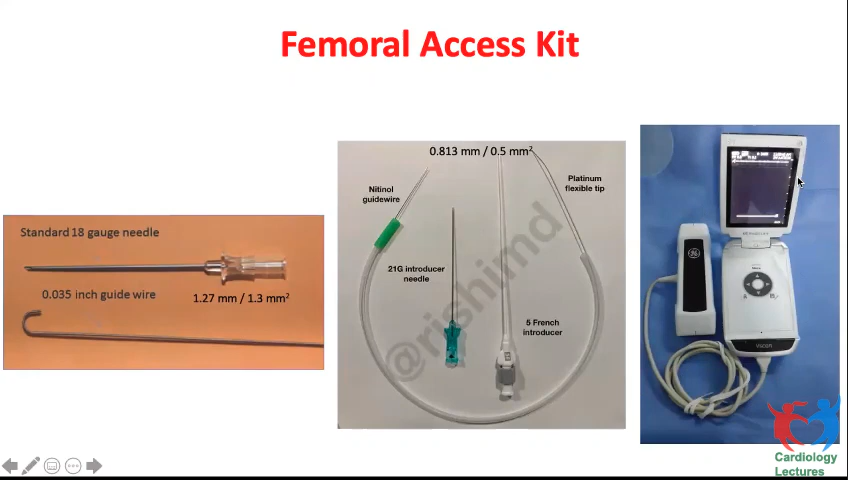 Femoral Access Kit
Standard 18 gauge needle
0.035 inch guide wire
1.27 mm / 1.3 mm²
0.813 mm / 0.5 mm²
Nitinol
guidewire
Platinum
flexible tip
21G introducer
needle
5 French
introducer
@rishimd
Vscan
Cardiology
Lectures